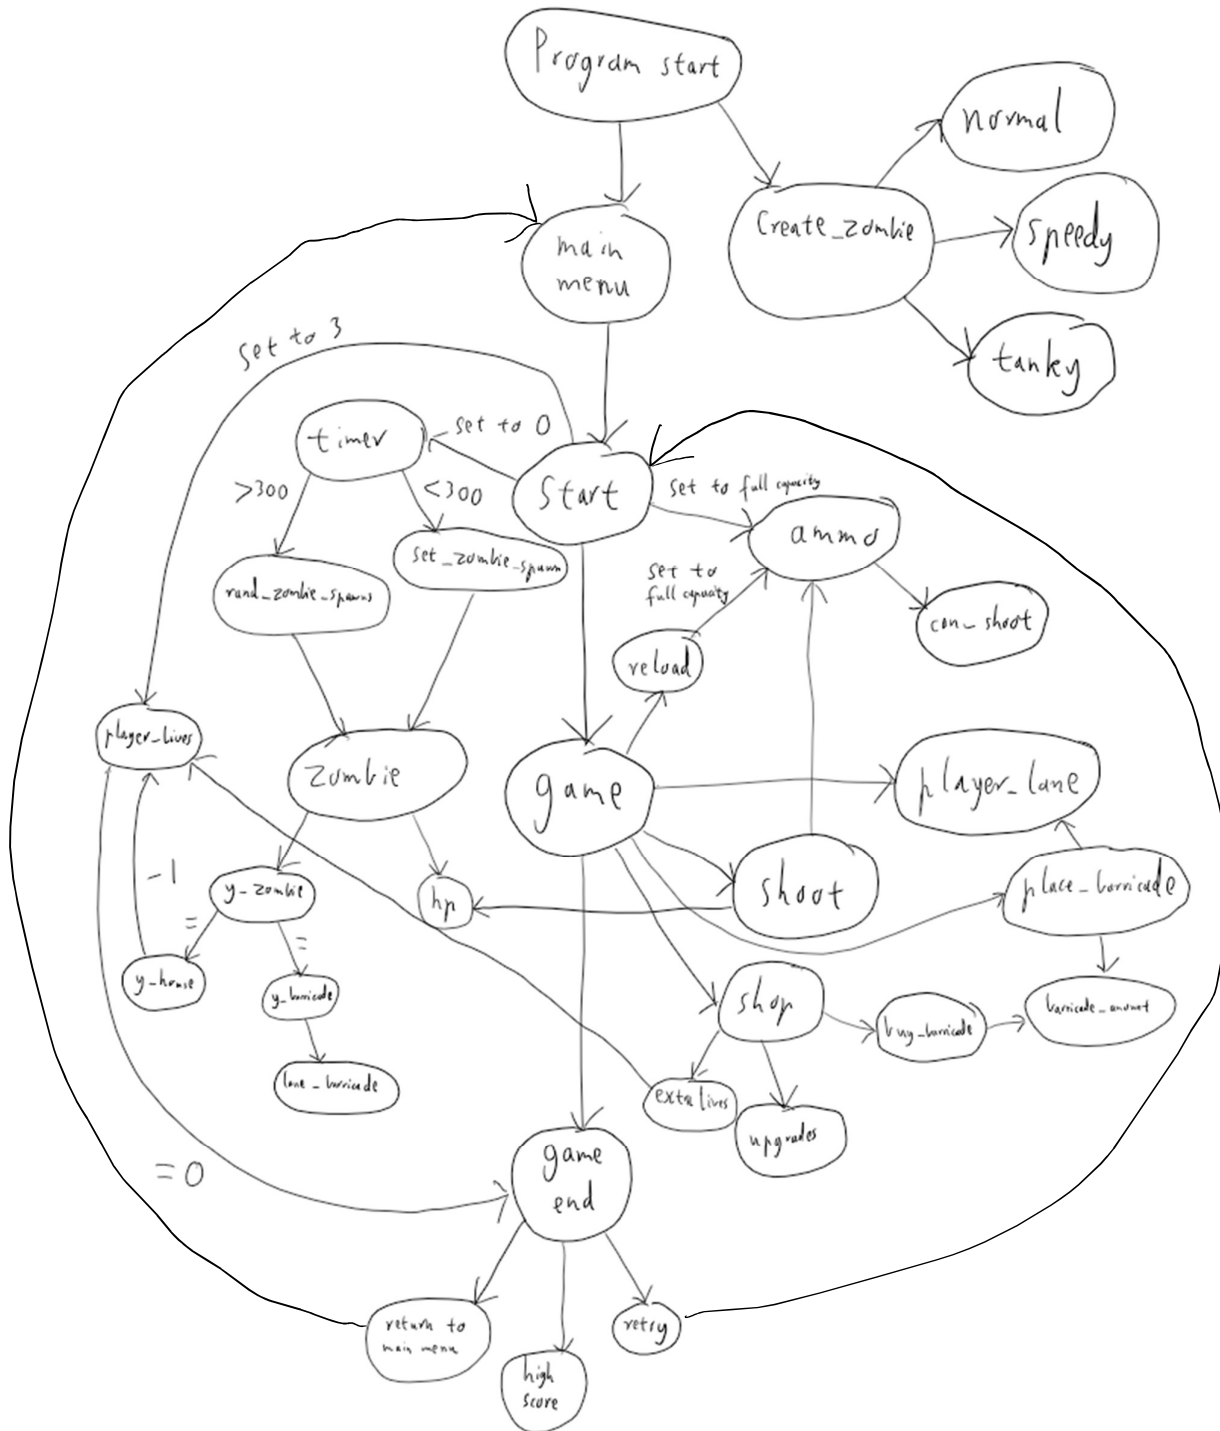 Program start
normal
Create_zombie
speedy
main
menu
tanky
set to 3
timer
set to 0
>300
<300
Start
set to full capacity
ammo
set_zombie_spawn
rand_zombie_spawns
set to
full capacity
can_shoot
reload
player_lives
zombie
game
player_lane
-1
y_zombie
hp
shoot
place_barricade
=
=
y_house
y_barricade
shop
buy_barricade
barricade_amount
lane_barricade
exta lives
upgrades
game
end
=0
return to
main menu
retry
high
score